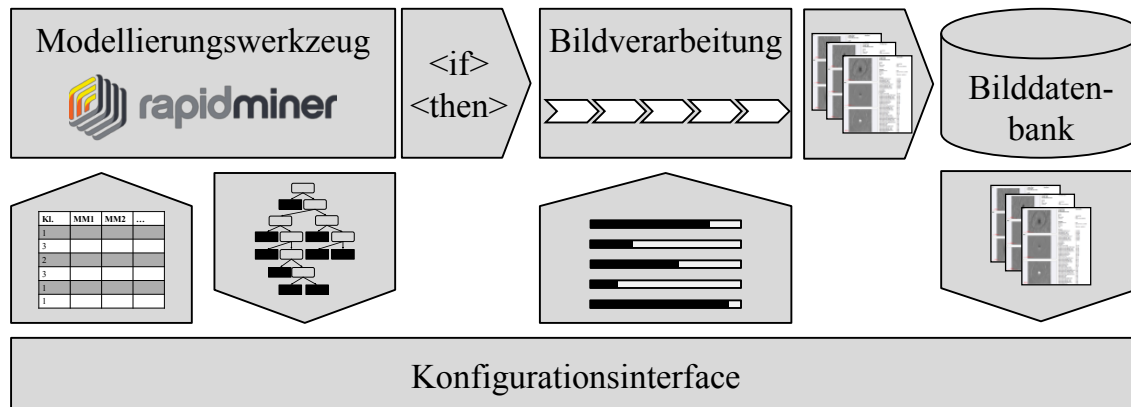 Modellierungswerkzeug
rapidminer
<if>
<then>
Bildverarbeitung
Bilddaten-
bank
Kl. MM1 MM2 ...
1
3
2
3
1
1
Konfigurationsinterface